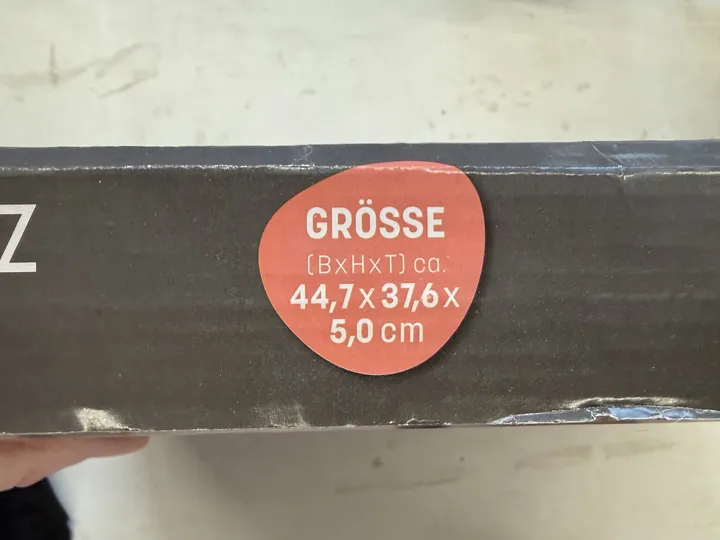 Z
GRÖSSE
(BxHxT) ca.
44,7 x 37,6 x
5,0 cm